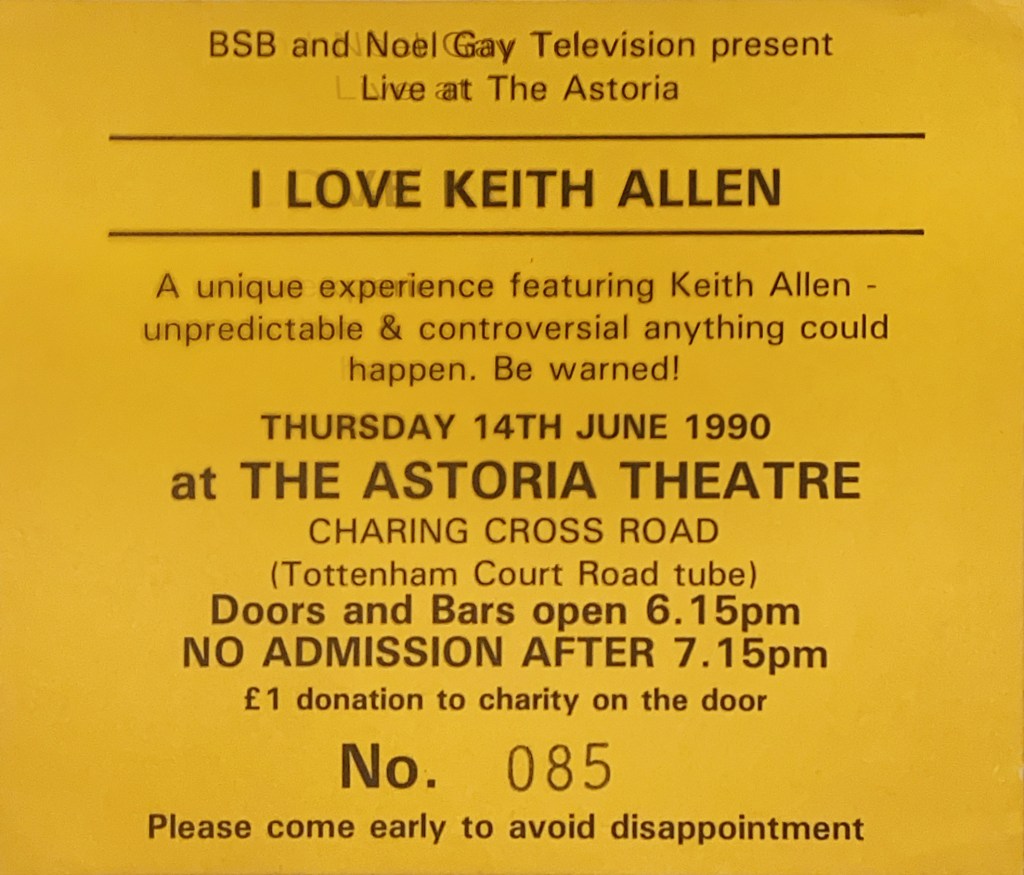 BSB and Noel Gay Television present
Live at The Astoria
I LOVE KEITH ALLEN
A unique experience featuring Keith Allen -
unpredictable & controversial anything could
happen. Be warned!
THURSDAY 14TH JUNE 1990
at THE ASTORIA THEATRE
CHARING CROSS ROAD
(Tottenham Court Road tube)
Doors and Bars open 6.15pm
NO ADMISSION AFTER 7.15pm
£1 donation to charity on the door
No. 085
Please come early to avoid disappointment